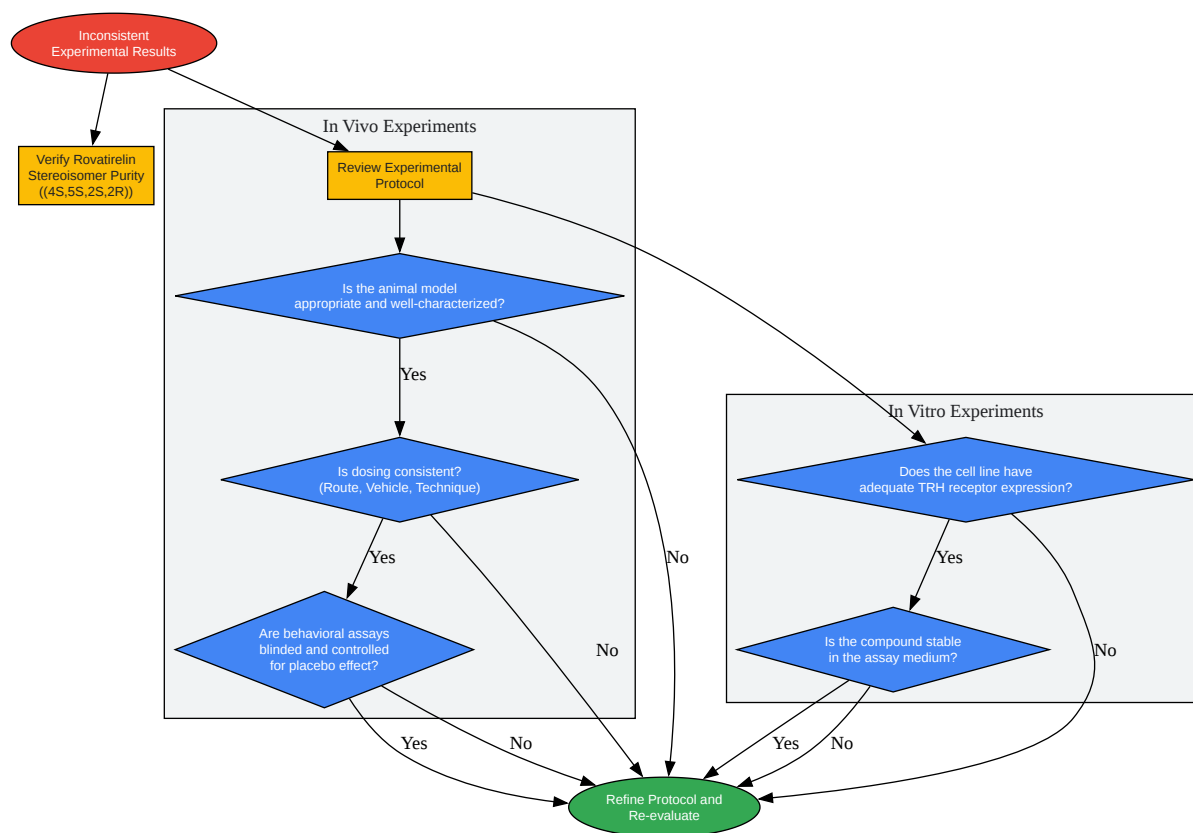 Inconsistent
Experimental Results
In Vivo Experiments
Verify Rovatirelin
Stereoisomer Purity
((4S,5S,2S,2R))
Review Experimental
Protocol
Is the animal model
appropriate and well-characterized?
Yes
No
In Vitro Experiments
Is dosing consistent?
(Route, Vehicle, Technique)
Does the cell line have
adequate TRH receptor expression?
Yes
No
Yes
No
Are behavioral assays
blinded and controlled
for placebo effect?
Is the compound stable
in the assay medium?
Yes
No
Yes
No
Refine Protocol and
Re-evaluate